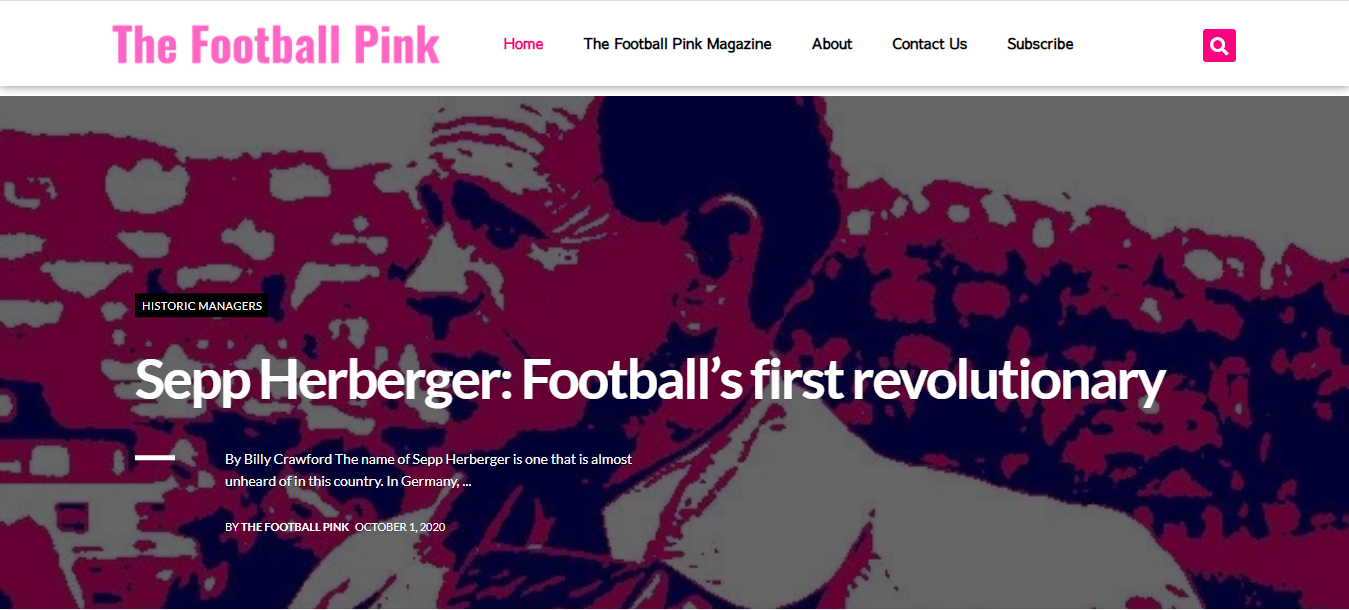 The Football Pink
Home
The Football Pink Magazine
About
Contact Us
Subscribe
HISTORIC MANAGERS
Sepp Herberger: Football’s first revolutionary
By Billy Crawford The name of Sepp Herberger is one that is almost
unheard of in this country. In Germany, ...
BY THE FOOTBALL PINK OCTOBER 1, 2020